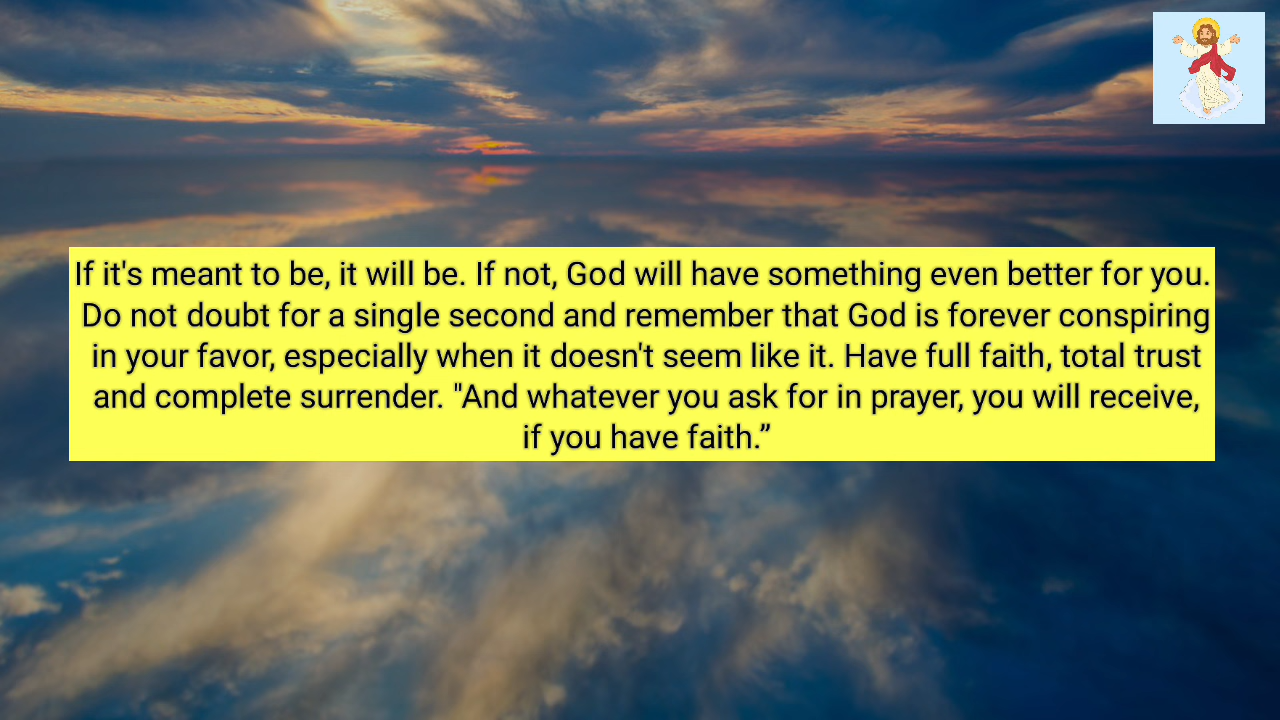 If it's meant to be, it will be. If not, God will have something even better for you.
Do not doubt for a single second and remember that God is forever conspiring
in your favor, especially when it doesn't seem like it. Have full faith, total trust
and complete surrender. "And whatever you ask for in prayer, you will receive,
if you have faith.”